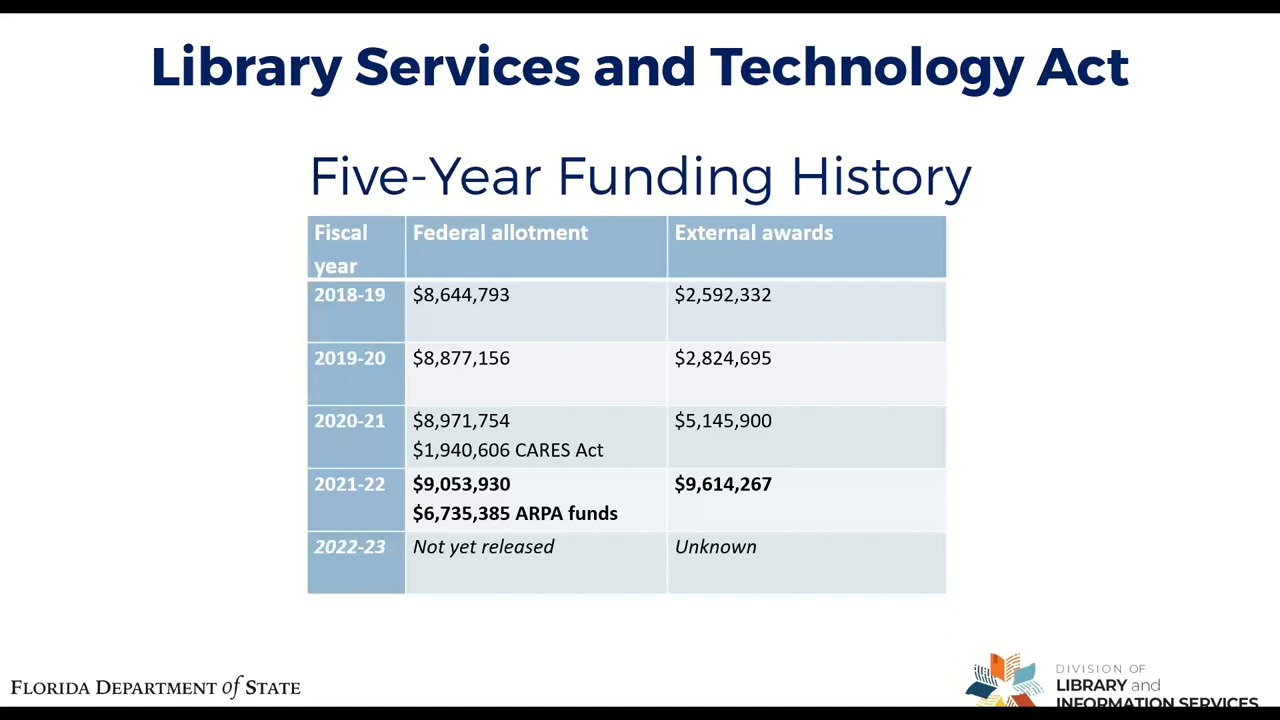 Library Services and Technology Act
Five-Year Funding History
Fiscal year Federal allotment External awards
2018-19 $8,644,793 $2,592,332
2019-20 $8,877,156 $2,824,695
2020-21 $8,971,754 $5,145,900
$1,940,606 CARES Act
2021-22 $9,053,930 $9,614,267
$6,735,385 ARPA funds
2022-23 Not yet released Unknown
FLORIDA DEPARTMENT of STATE
DIVISION OF
LIBRARY and
INFORMATION SERVICES